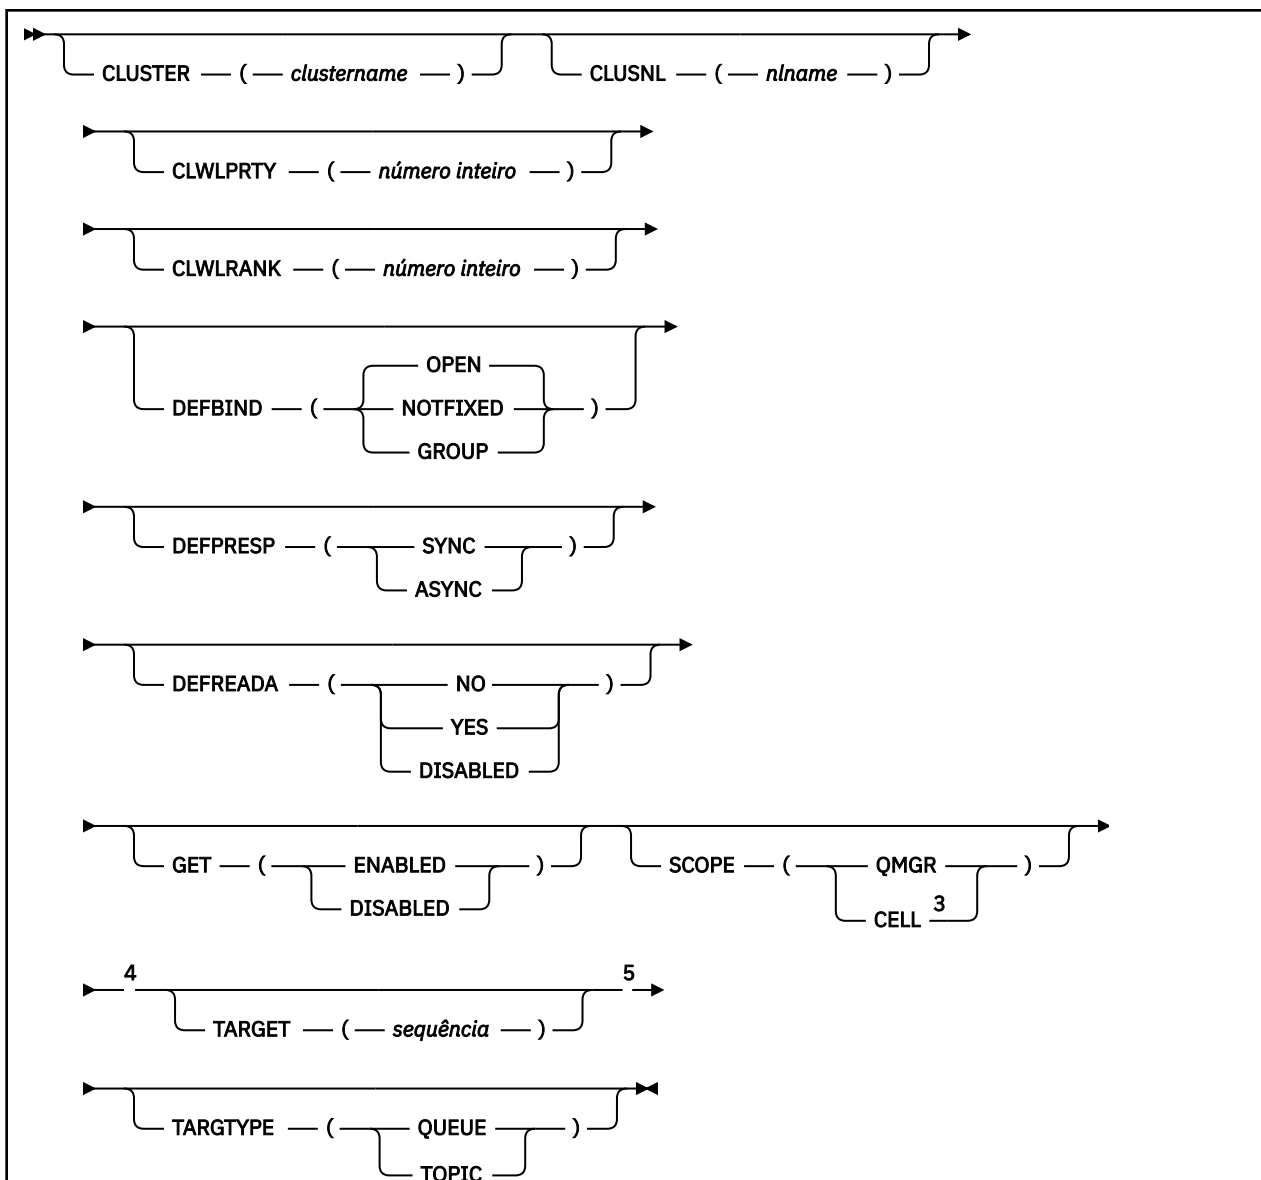 CLUSTER ( clustername ) CLUSNL ( nlname )
CLWLPRTY ( número inteiro )
CLWLRANK ( número inteiro )
OPEN
DEFBIND ( NOTFIXED )
GROUP
DEFPRESP ( SYNC )
ASYNC
DEFREADA ( NO )
YES
DISABLED
GET ( ENABLED ) SCOPE ( QMGR )
DISABLED CELL 3
4 5
TARGET ( sequência )
TARGTYPE ( QUEUE )
TOPIC